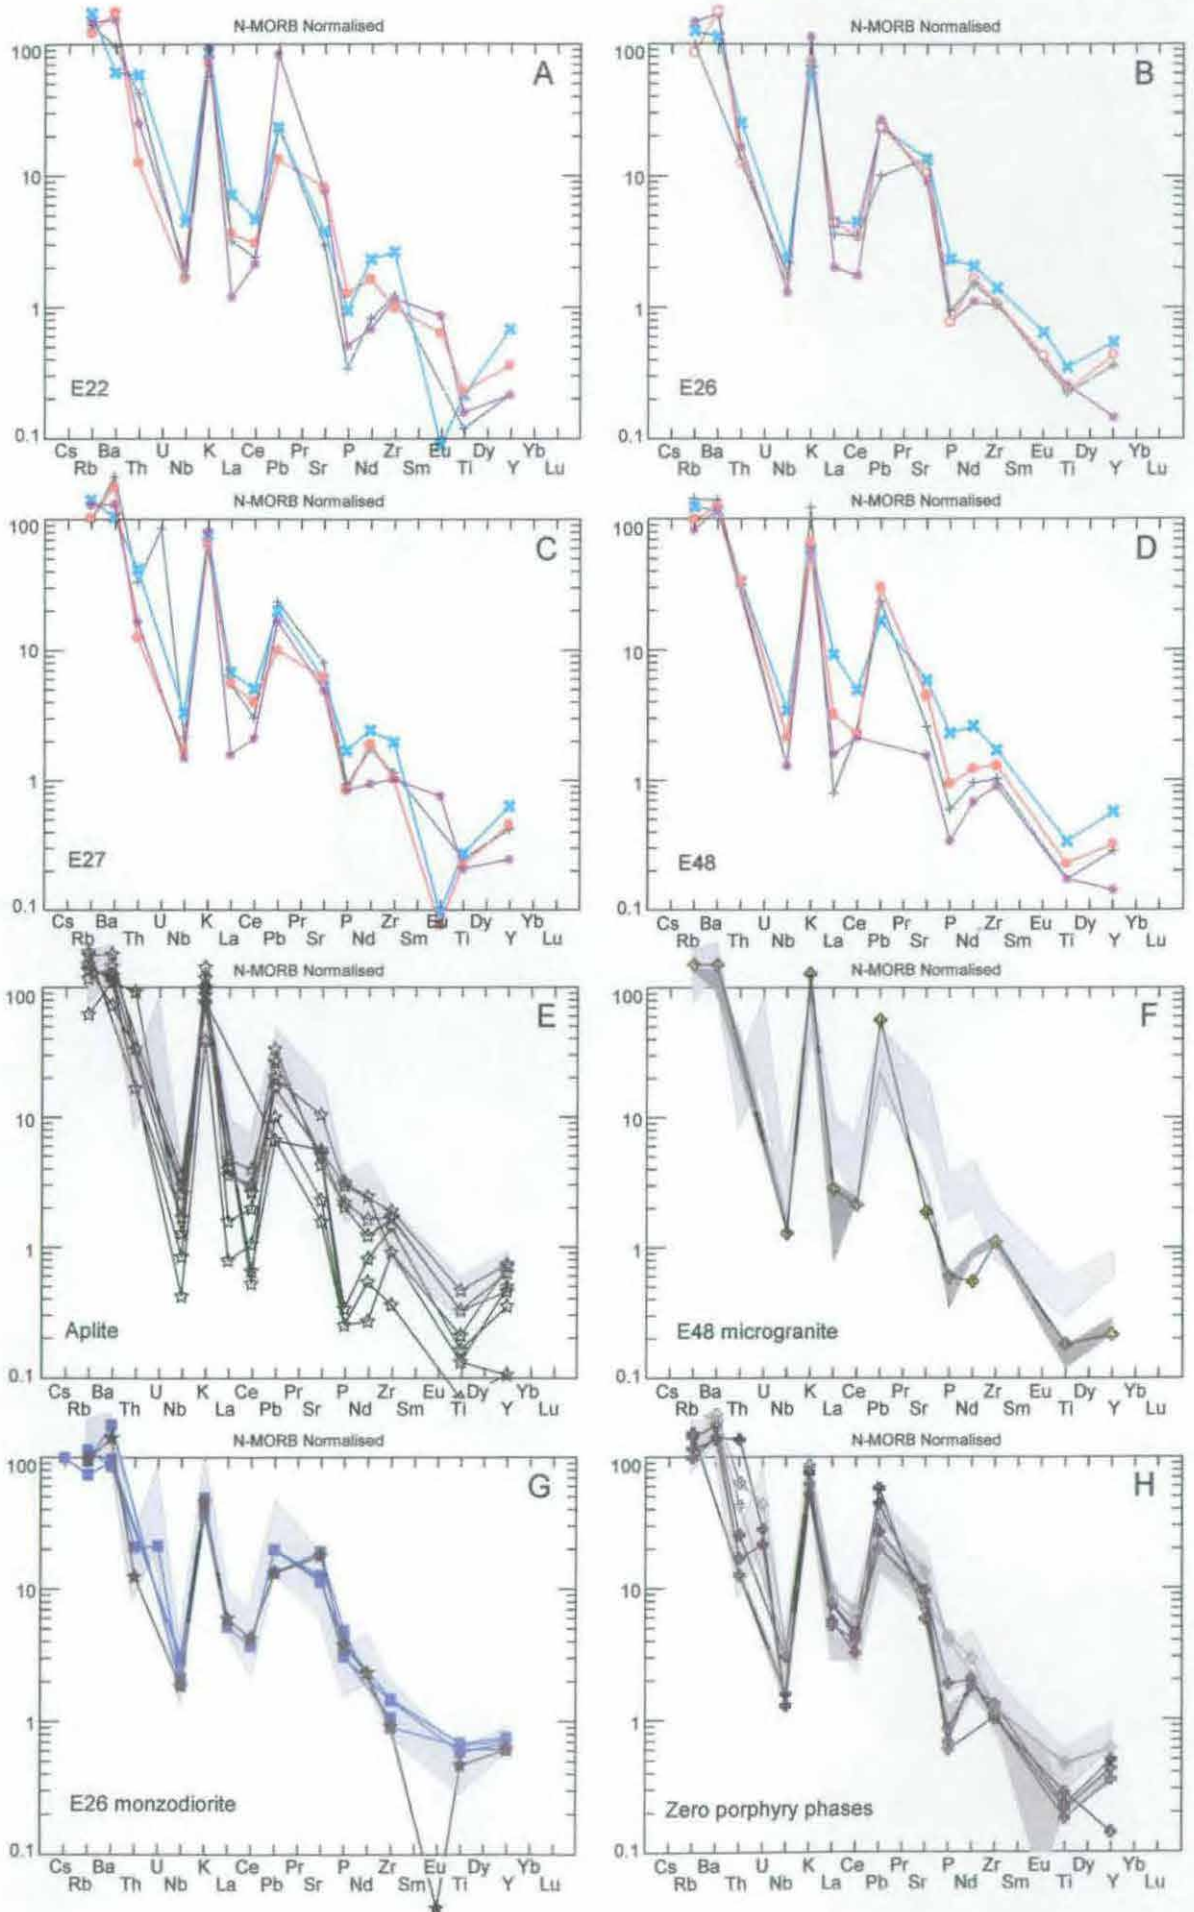 N-MORB Normalised N-MORB Normalised
100 A 100 B
10 10
1 1
E22 E26
0.1 0.1
Cs Ba U K Ce Pr P Zr Eu Dy Yb Cs Ba U K Ce Pr P Zr Eu Dy Yb
Rb Th Nb La Pb Sr Nd Sm Ti Y Lu Rb Th Nb La Pb Sr Nd Sm Ti Y Lu
N-MORB Normalised N-MORB Normalised
100 C 100 D
10 10
1 1
E27 E48
0.1 0.1
Cs Ba U K Ce Pr P Zr Eu Dy Yb Cs Ba U K Ce Pr P Zr Eu Dy Yb
Rb Th Nb La Pb Sr Nd Sm Ti Y Lu Rb Th Nb La Pb Sr Nd Sm Ti Y Lu
N-MORB Normalised N-MORB Normalised
100 E 100 F
10 10
1 1
Aplite E48 microgranite
0.1 0.1
Cs Ba U K Ce Pr P Zr Eu Dy Yb Cs Ba U K Ce Pr P Zr Eu Dy Yb
Rb Th Nb La Pb Sr Nd Sm Ti Y Lu Rb Th Nb La Pb Sr Nd Sm Ti Y Lu
N-MORB Normalised N-MORB Normalised
100 G 100 H
10 10
1 1
E26 monzodiorite Zero porphyry phases
0.1 0.1
Cs Ba U K Ce Pr P Zr Eu Dy Yb Cs Ba U K Ce Pr P Zr Eu Dy Yb
Rb Th Nb La Pb Sr Nd Sm Ti Y Lu Rb Th Nb La Pb Sr Nd Sm Ti Y Lu